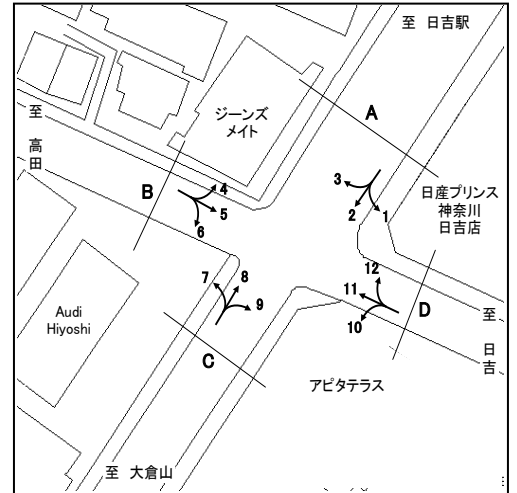 至 日吉駅
ジーンズ
メイト
A
至
高
田
日産プリンス
神奈川
日吉店
B
3
2
1
4
5
6
7
8
9
12
11
10
D
至
日
吉
Audi
Hiyoshi
C
アピタテラス
至 大倉山